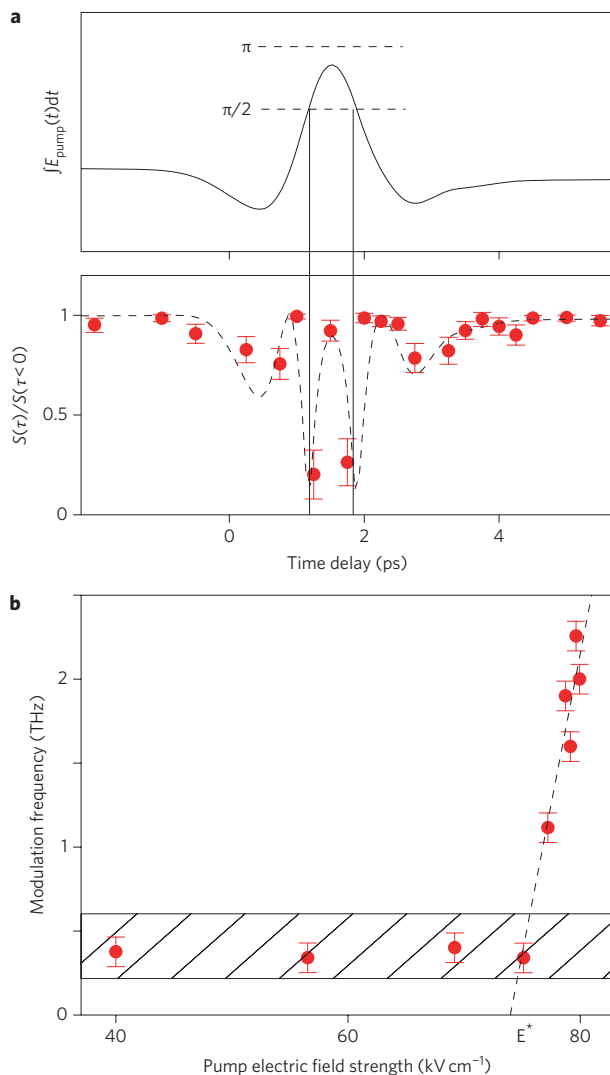 a
π
π/2
∫E_pump(t)dt
1
0.5
0
S(τ)/S(τ<0)
0 2 4
Time delay (ps)
b
2
1
0
Modulation frequency (THz)
40 60 E* 80
Pump electric field strength (kV cm⁻¹)